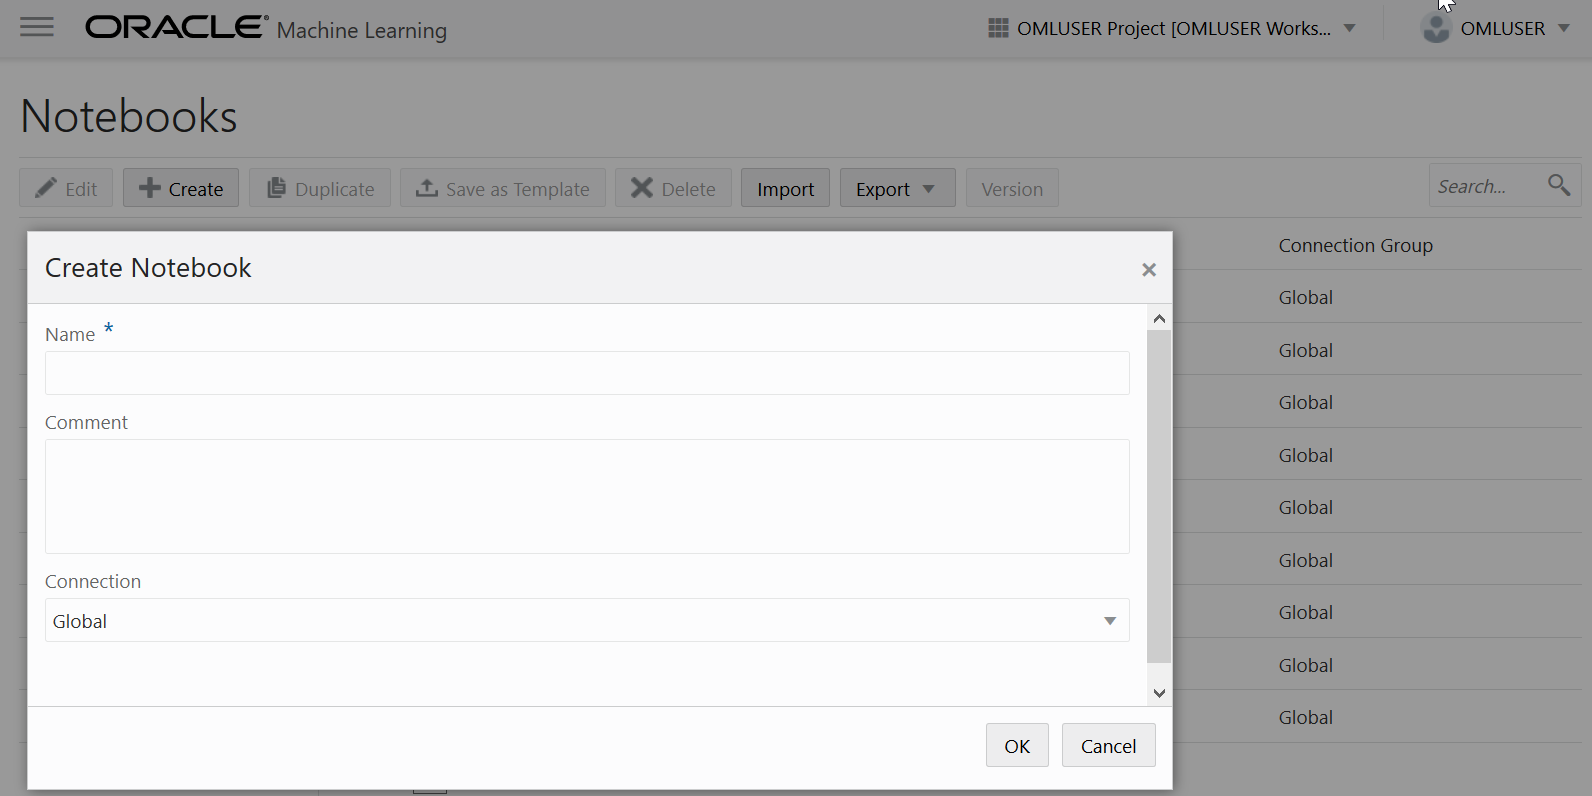 ORACLE® Machine Learning
OMLUSER Project [OMLUSER Works...
OMLUSER
Notebooks
Edit
Create
Duplicate
Save as Template
Delete
Import
Export
Version
Search...
Connection Group
Global
Global
Global
Global
Global
Global
Global
Global
Global
Create Notebook
Name *
Comment
Connection
Global
OK
Cancel